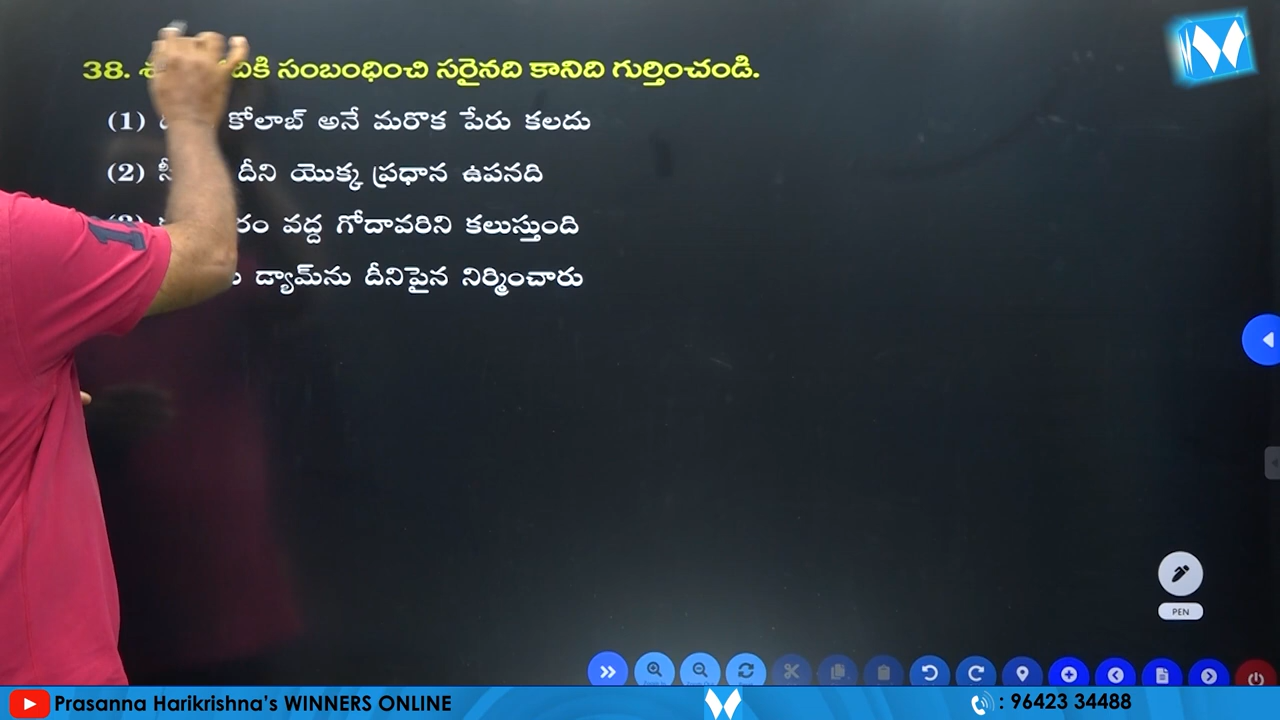 38. దికి సంబంధించి సరైనది కానిది గుర్తించండి.
(1) కోలాబ్ అనే మరొక పేరు కలదు
(2) దీని యొక్క ప్రధాన ఉపనది
వద్ద గోదావరిని కలుస్తుంది
డ్యామ్‌ను దీనిపైన నిర్మించారు
PEN
Prasanna Harikrishna's WINNERS ONLINE
: 96423 34488